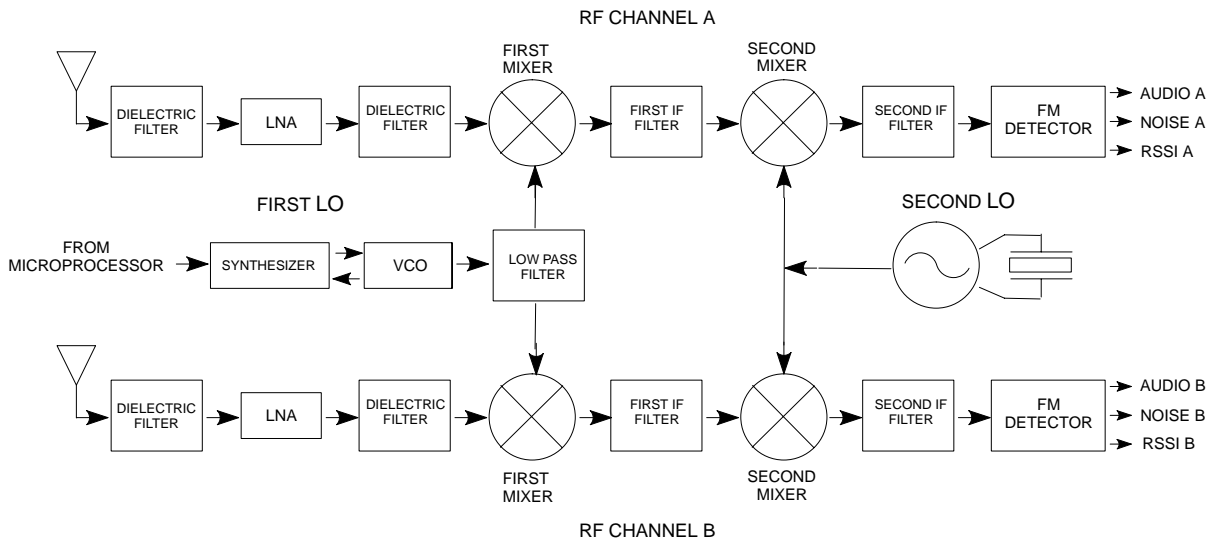 RF CHANNEL A
FIRST
MIXER
SECOND
MIXER
DIELECTRIC
FILTER
LNA
DIELECTRIC
FILTER
FIRST IF
FILTER
SECOND IF
FILTER
FM
DETECTOR
AUDIO A
NOISE A
RSSI A
FIRST LO
SECOND LO
FROM
MICROPROCESSOR
SYNTHESIZER
VCO
LOW PASS
FILTER
DIELECTRIC
FILTER
LNA
DIELECTRIC
FILTER
FIRST IF
FILTER
SECOND IF
FILTER
FM
DETECTOR
AUDIO B
NOISE B
RSSI B
FIRST
MIXER
SECOND
MIXER
RF CHANNEL B